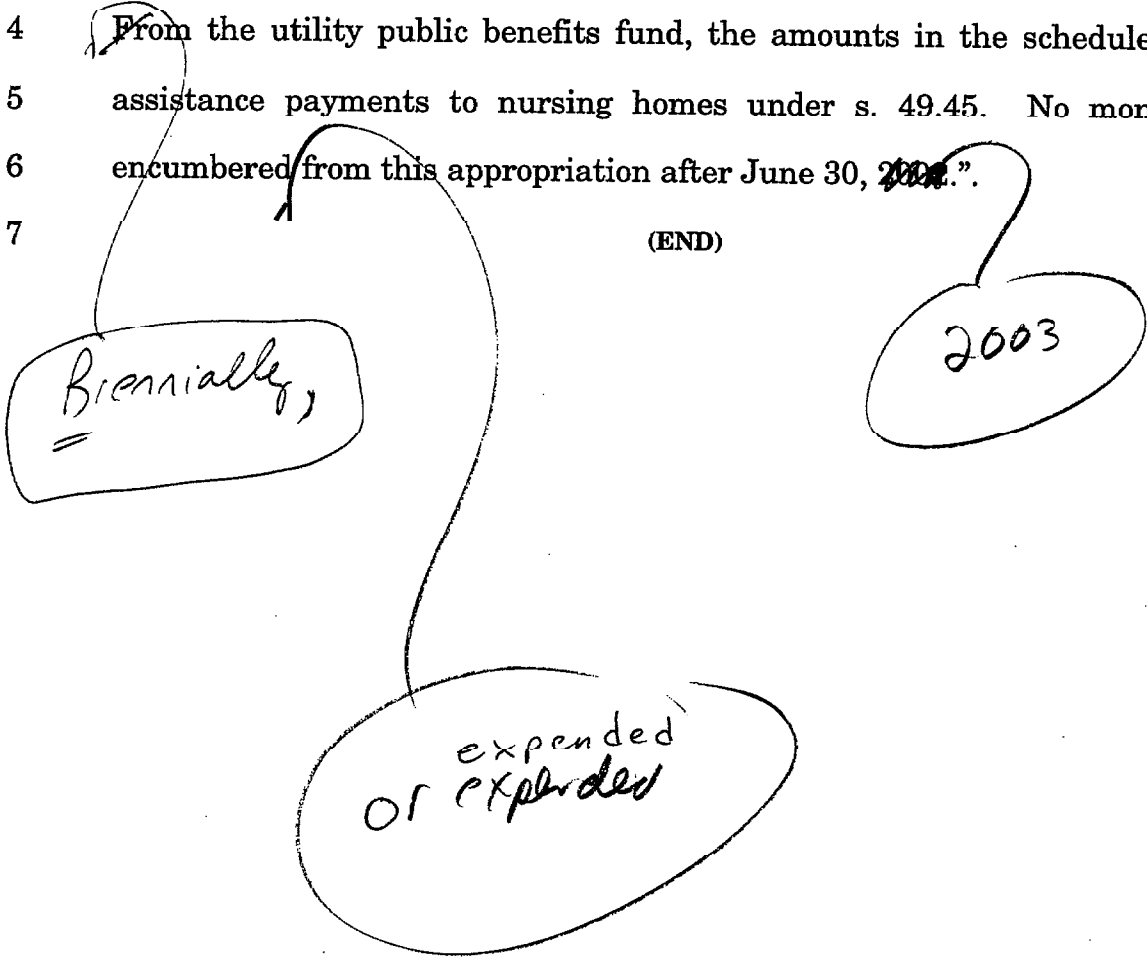 4 From the utility public benefits fund, the amounts in the schedule
5 assistance payments to nursing homes under s. 49.45. No mon
6 encumbered from this appropriation after June 30, .”.
7 (END)
Biennially,
2003
expended
or expended